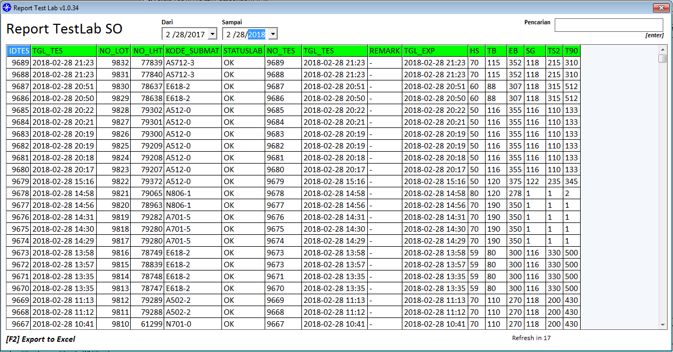 Report Test Lab v1.0.34
Report TestLab SO
Dari Sampai Pencarian
2 /28/2017 2 /28/2018
[enter]
IDTES TGL_TES NO_LOT NO_LHT KODE_SUBMAT STATUSLAB NO_TES TGL_TES REMARK TGL_EXP HS TB EB SG TS2 T90
9689 2018-02-28 21:23 9832 77839 A5712-3 OK 9689 2018-02-28 21:23 - 2018-02-28 21:23 70 115 352 118 215 310
9688 2018-02-28 21:23 9831 77840 A5712-3 OK 9688 2018-02-28 21:23 - 2018-02-28 21:23 70 115 352 118 215 310
9687 2018-02-28 20:51 9830 78637 E618-2 OK 9687 2018-02-28 20:51 - 2018-02-28 20:51 60 88 307 118 315 512
9686 2018-02-28 20:50 9829 78638 E618-2 OK 9686 2018-02-28 20:50 - 2018-02-28 20:50 60 88 307 118 315 512
9685 2018-02-28 20:22 9828 79302 A512-0 OK 9685 2018-02-28 20:22 - 2018-02-28 20:22 50 116 355 116 110 133
9684 2018-02-28 20:21 9827 79301 A512-0 OK 9684 2018-02-28 20:21 - 2018-02-28 20:21 50 116 355 116 110 133
9683 2018-02-28 20:19 9826 79300 A512-0 OK 9683 2018-02-28 20:19 - 2018-02-28 20:19 50 116 355 116 110 133
9682 2018-02-28 20:19 9825 79209 A512-0 OK 9682 2018-02-28 20:19 - 2018-02-28 20:19 50 116 355 116 110 133
9681 2018-02-28 20:18 9824 79208 A512-0 OK 9681 2018-02-28 20:18 - 2018-02-28 20:18 50 116 355 116 110 133
9680 2018-02-28 20:17 9823 79207 A512-0 OK 9680 2018-02-28 20:17 - 2018-02-28 20:17 50 116 355 116 110 133
9679 2018-02-28 15:16 9822 79372 A512-0 OK 9679 2018-02-28 15:16 - 2018-02-28 15:16 50 120 375 122 235 345
9678 2018-02-28 14:58 9821 79065 N806-1 OK 9678 2018-02-28 14:58 - 2018-02-28 14:58 80 120 278 1 1 2
9677 2018-02-28 14:56 9820 78963 N806-1 OK 9677 2018-02-28 14:56 - 2018-02-28 14:56 70 190 350 1 1 1
9676 2018-02-28 14:31 9819 79282 A701-5 OK 9676 2018-02-28 14:31 - 2018-02-28 14:31 70 190 350 1 1 1
9675 2018-02-28 14:30 9818 79280 A701-5 OK 9675 2018-02-28 14:30 - 2018-02-28 14:30 70 190 350 1 1 1
9674 2018-02-28 14:29 9817 79280 A701-5 OK 9674 2018-02-28 14:29 - 2018-02-28 14:29 70 190 350 1 1 1
9673 2018-02-28 13:58 9816 78749 E618-2 OK 9673 2018-02-28 13:58 - 2018-02-28 13:58 59 80 300 116 330 500
9672 2018-02-28 13:57 9815 78839 E618-2 OK 9672 2018-02-28 13:57 - 2018-02-28 13:57 59 80 300 116 330 500
9671 2018-02-28 13:35 9814 78748 E618-2 OK 9671 2018-02-28 13:35 - 2018-02-28 13:35 59 80 300 116 330 500
9670 2018-02-28 13:35 9813 78747 E618-2 OK 9670 2018-02-28 13:35 - 2018-02-28 13:35 59 80 300 116 330 500
9669 2018-02-28 11:13 9812 79289 A502-2 OK 9669 2018-02-28 11:13 - 2018-02-28 11:13 70 110 270 118 200 430
9668 2018-02-28 11:12 9811 79288 A502-2 OK 9668 2018-02-28 11:12 - 2018-02-28 11:12 70 110 270 118 200 430
9667 2018-02-28 10:41 9810 61299 N701-0 OK 9667 2018-02-28 10:41 - 2018-02-28 10:41 70 110 270 118 200 430
[F2] Export to Excel Refresh in 17